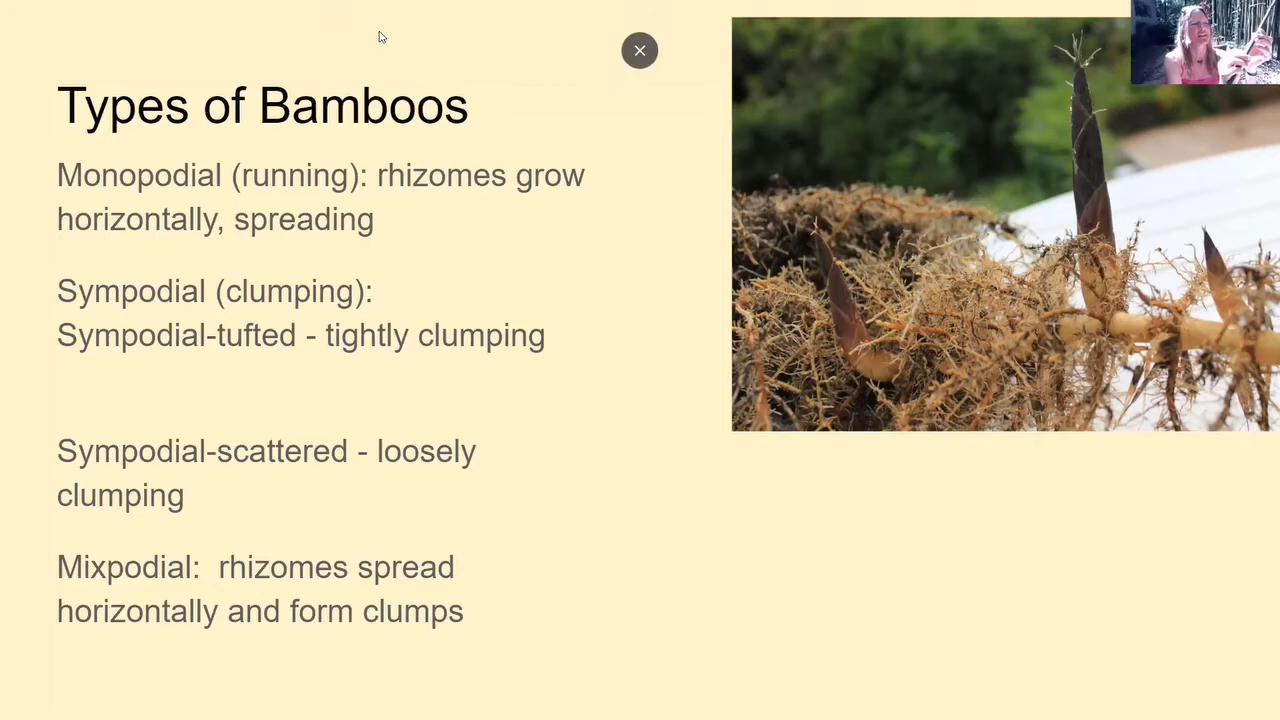 Types of Bamboos
Monopodial (running): rhizomes grow
horizontally, spreading
Sympodial (clumping):
Sympodial-tufted - tightly clumping
Sympodial-scattered - loosely
clumping
Mixpodial:  rhizomes spread
horizontally and form clumps